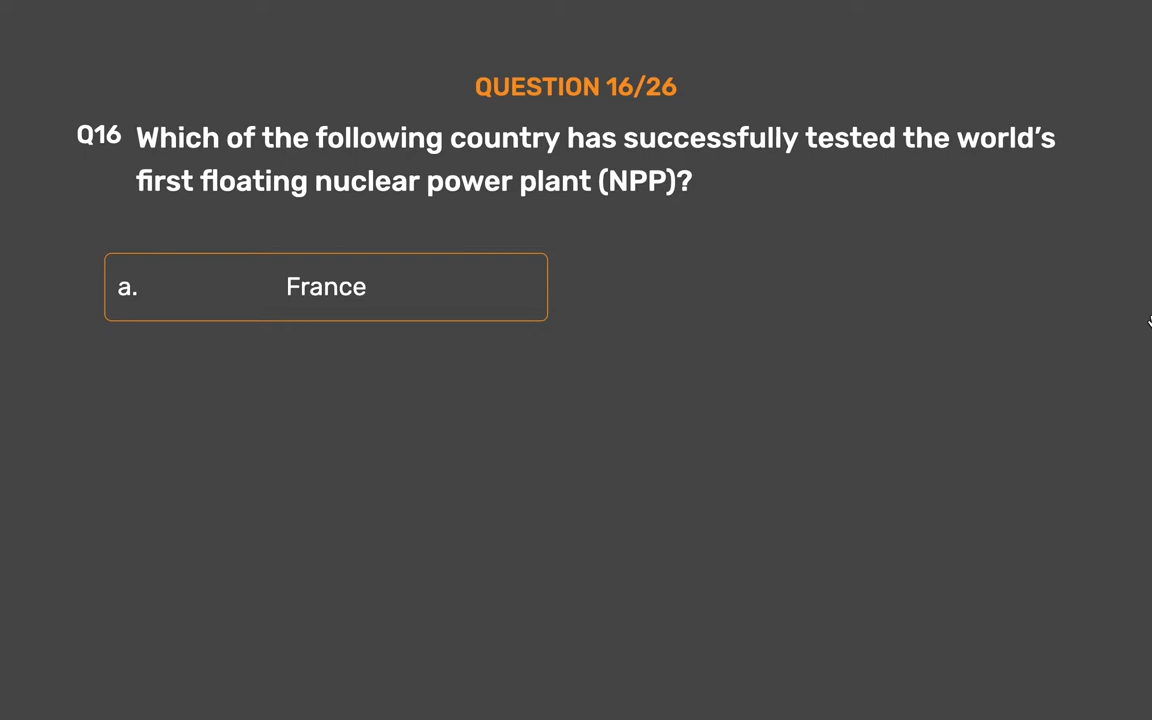 QUESTION 16/26
Q16 Which of the following country has successfully tested the world’s
first floating nuclear power plant (NPP)?
a. France